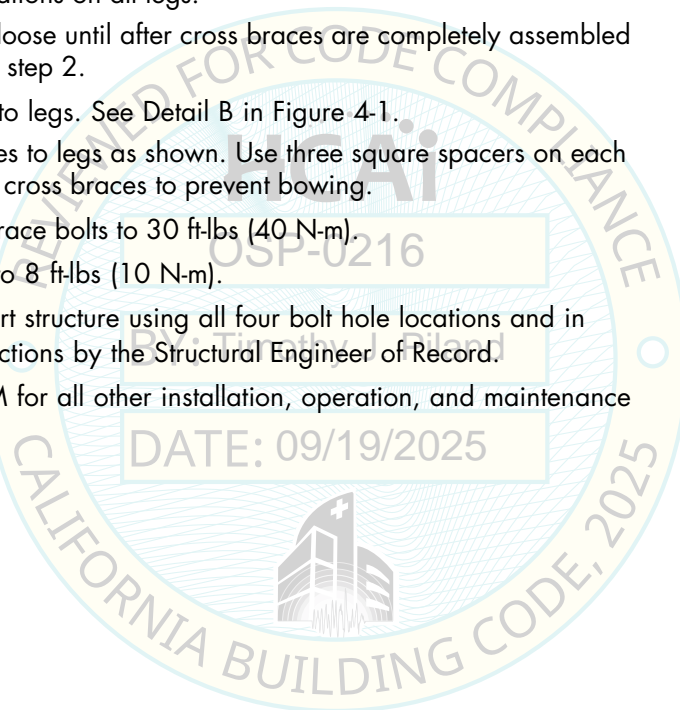 ations on all legs.
loose until after cross braces are completely assembled
step 2.
to legs. See Detail B in Figure 4-1.
es to legs as shown. Use three square spacers on each
cross braces to prevent bowing.
race bolts to 30 ft-lbs (40 N-m).
o 8 ft-lbs (10 N-m).
rt structure using all four bolt hole locations and in
ctions by the Structural Engineer of Record.
M for all other installation, operation, and maintenance
REVIEWED FOR CODE COMPLIANCE
HCAi
OSP-0216
BY: Timothy J. Piland
DATE: 09/19/2025
CALIFORNIA BUILDING CODE, 2025